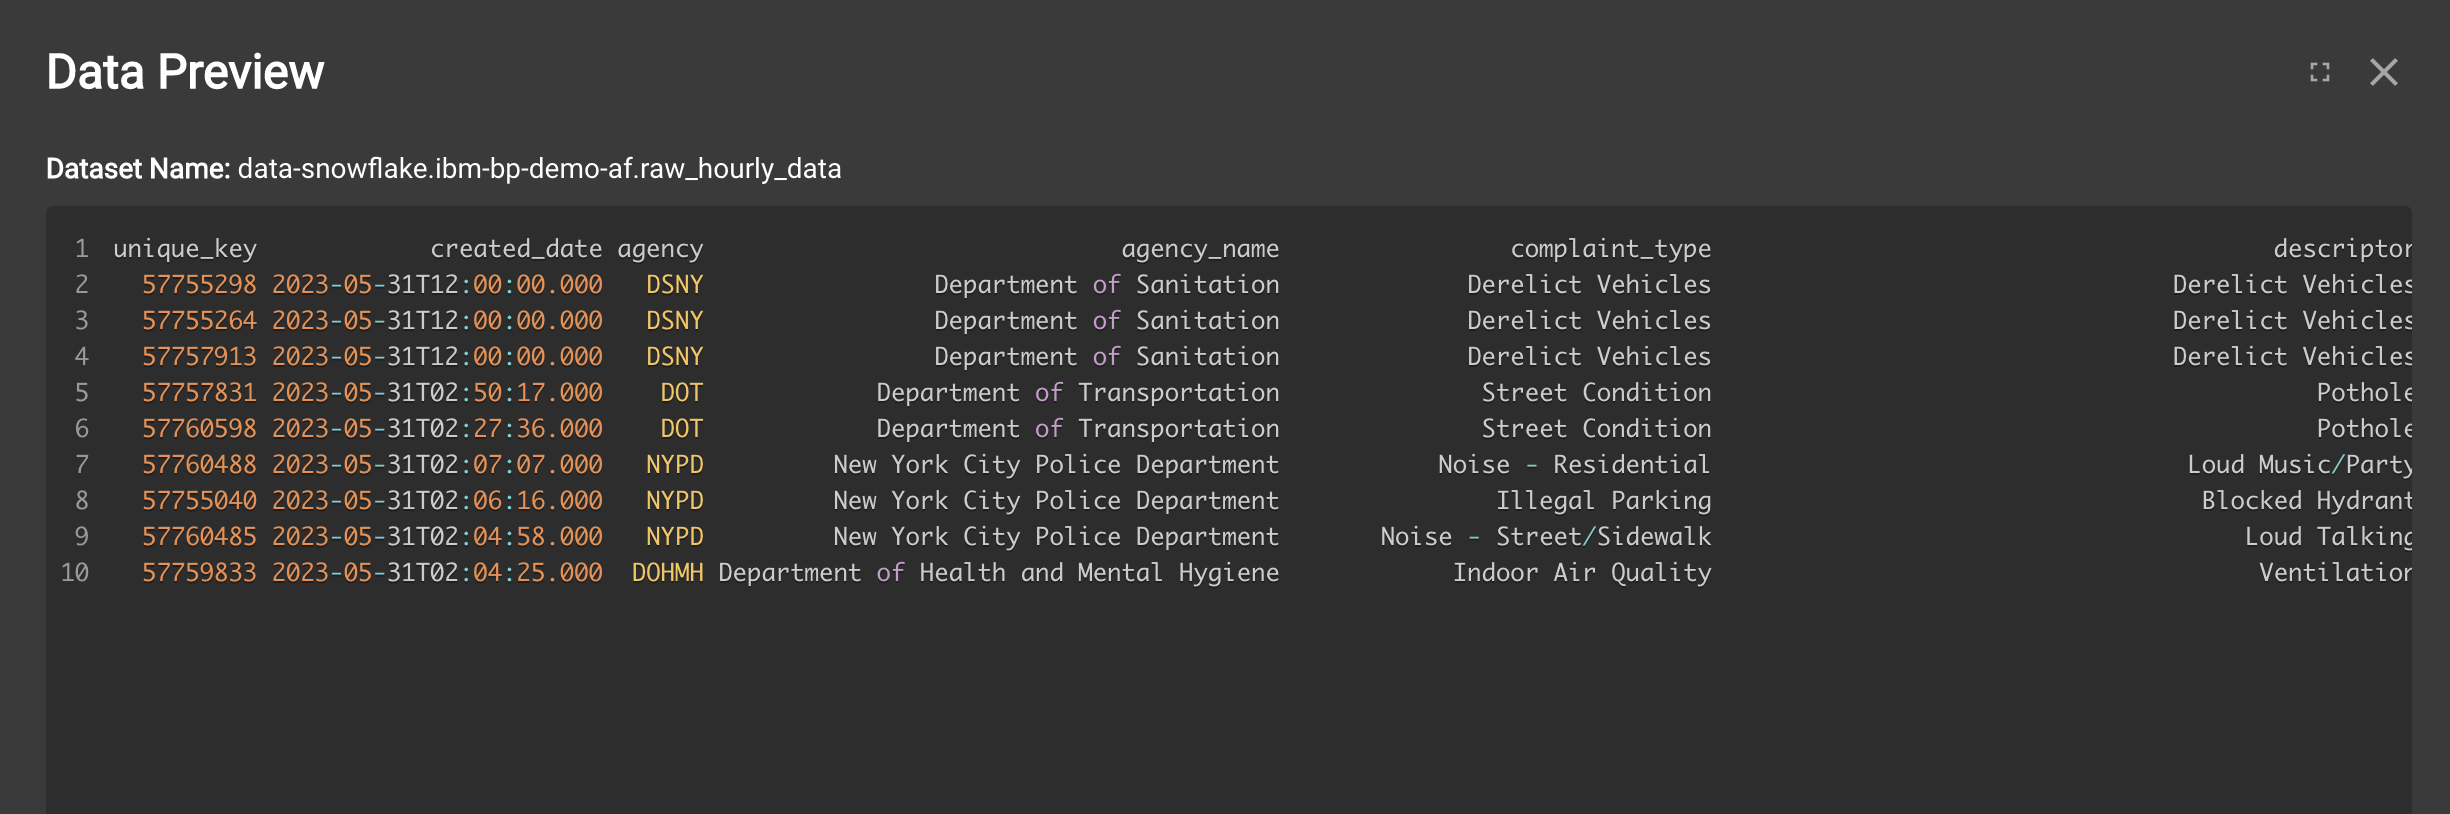 Data Preview
Dataset Name: data-snowflake.ibm-bp-demo-af.raw_hourly_data
1 unique_key created_date agency agency_name complaint_type descriptor
2 57755298 2023-05-31T12:00:00.000 DSNY Department of Sanitation Derelict Vehicles Derelict Vehicles
3 57755264 2023-05-31T12:00:00.000 DSNY Department of Sanitation Derelict Vehicles Derelict Vehicles
4 57757913 2023-05-31T12:00:00.000 DSNY Department of Sanitation Derelict Vehicles Derelict Vehicles
5 57757831 2023-05-31T02:50:17.000 DOT Department of Transportation Street Condition Pothole
6 57760598 2023-05-31T02:27:36.000 DOT Department of Transportation Street Condition Pothole
7 57760488 2023-05-31T02:07:07.000 NYPD New York City Police Department Noise - Residential Loud Music/Party
8 57755040 2023-05-31T02:06:16.000 NYPD New York City Police Department Illegal Parking Blocked Hydrant
9 57760485 2023-05-31T02:04:58.000 NYPD New York City Police Department Noise - Street/Sidewalk Loud Talking
10 57759833 2023-05-31T02:04:25.000 DOHMH Department of Health and Mental Hygiene Indoor Air Quality Ventilation